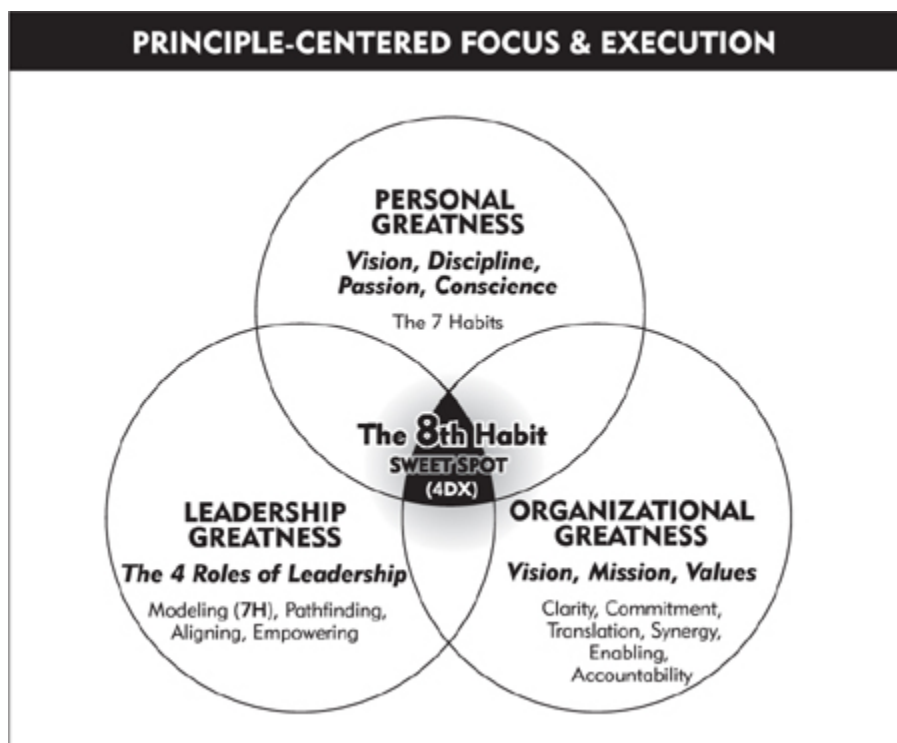 PRINCIPLE-CENTERED FOCUS & EXECUTION
PERSONAL
GREATNESS
Vision, Discipline,
Passion, Conscience
The 7 Habits
The 8th Habit
SWEET SPOT
(4DX)
LEADERSHIP
GREATNESS
The 4 Roles of Leadership
Modeling (7H), Pathfinding,
Aligning, Empowering
ORGANIZATIONAL
GREATNESS
Vision, Mission, Values
Clarity, Commitment,
Translation, Synergy,
Enabling,
Accountability